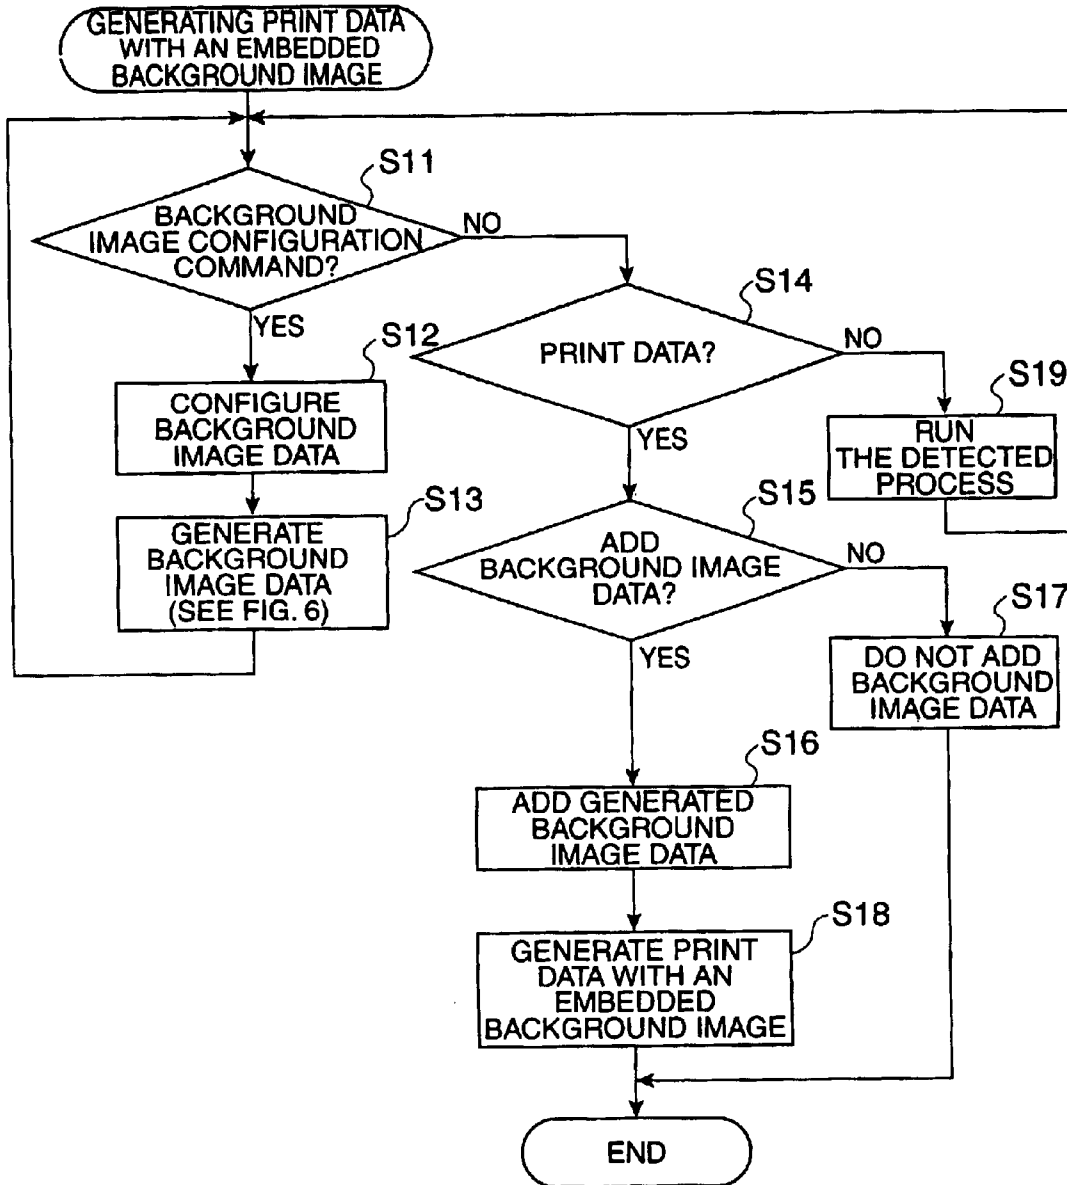 GENERATING PRINT DATA
WITH AN EMBEDDED
BACKGROUND IMAGE
S11
BACKGROUND
IMAGE CONFIGURATION
COMMAND?
NO
YES
S12
CONFIGURE
BACKGROUND
IMAGE DATA
S13
GENERATE
BACKGROUND
IMAGE DATA
(SEE FIG. 6)
S14
PRINT DATA?
NO
YES
S19
RUN
THE DETECTED
PROCESS
S15
ADD
BACKGROUND IMAGE
DATA?
NO
YES
S17
DO NOT ADD
BACKGROUND
IMAGE DATA
S16
ADD GENERATED
BACKGROUND
IMAGE DATA
S18
GENERATE PRINT
DATA WITH AN
EMBEDDED
BACKGROUND IMAGE
END